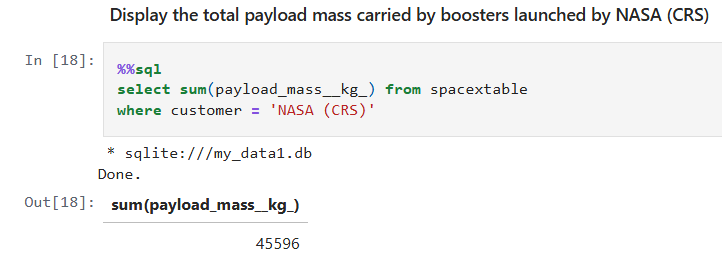 Display the total payload mass carried by boosters launched by NASA (CRS)
In [18]:
%%sql
select sum(payload_mass__kg_) from spacextable
where customer = 'NASA (CRS)'
* sqlite:///my_data1.db
Done.
Out[18]:
sum(payload_mass__kg_)
45596